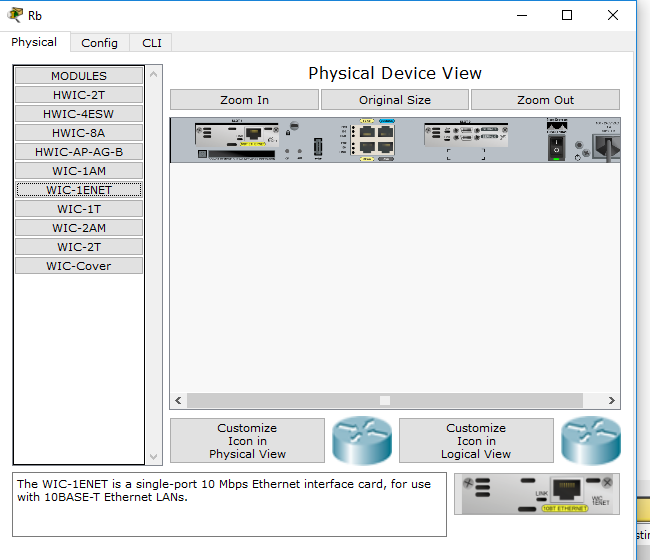 Rb
Physical
Config
CLI
MODULES
HWIC-2T
HWIC-4ESW
HWIC-8A
HWIC-AP-AG-B
WIC-1AM
WIC-1ENET
WIC-1T
WIC-2AM
WIC-2T
WIC-Cover
Physical Device View
Zoom In
Original Size
Zoom Out
Customize
Icon in
Physical View
Customize
Icon in
Logical View
The WIC-1ENET is a single-port 10 Mbps Ethernet interface card, for use
with 10BASE-T Ethernet LANs.
LINK
WIC
1ENET
10BT ETHERNET